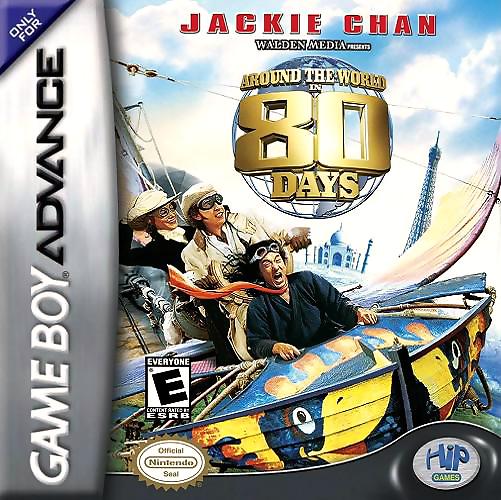 ONLY
FOR
GAME BOY ADVANCE
JACKIE CHAN
WALDEN MEDIA PRESENTS
AROUND THE WORLD
IN
80
DAYS
EVERYONE
E
CONTENT RATED BY
ESRB
Official
Nintendo
Seal
HIP
GAMES